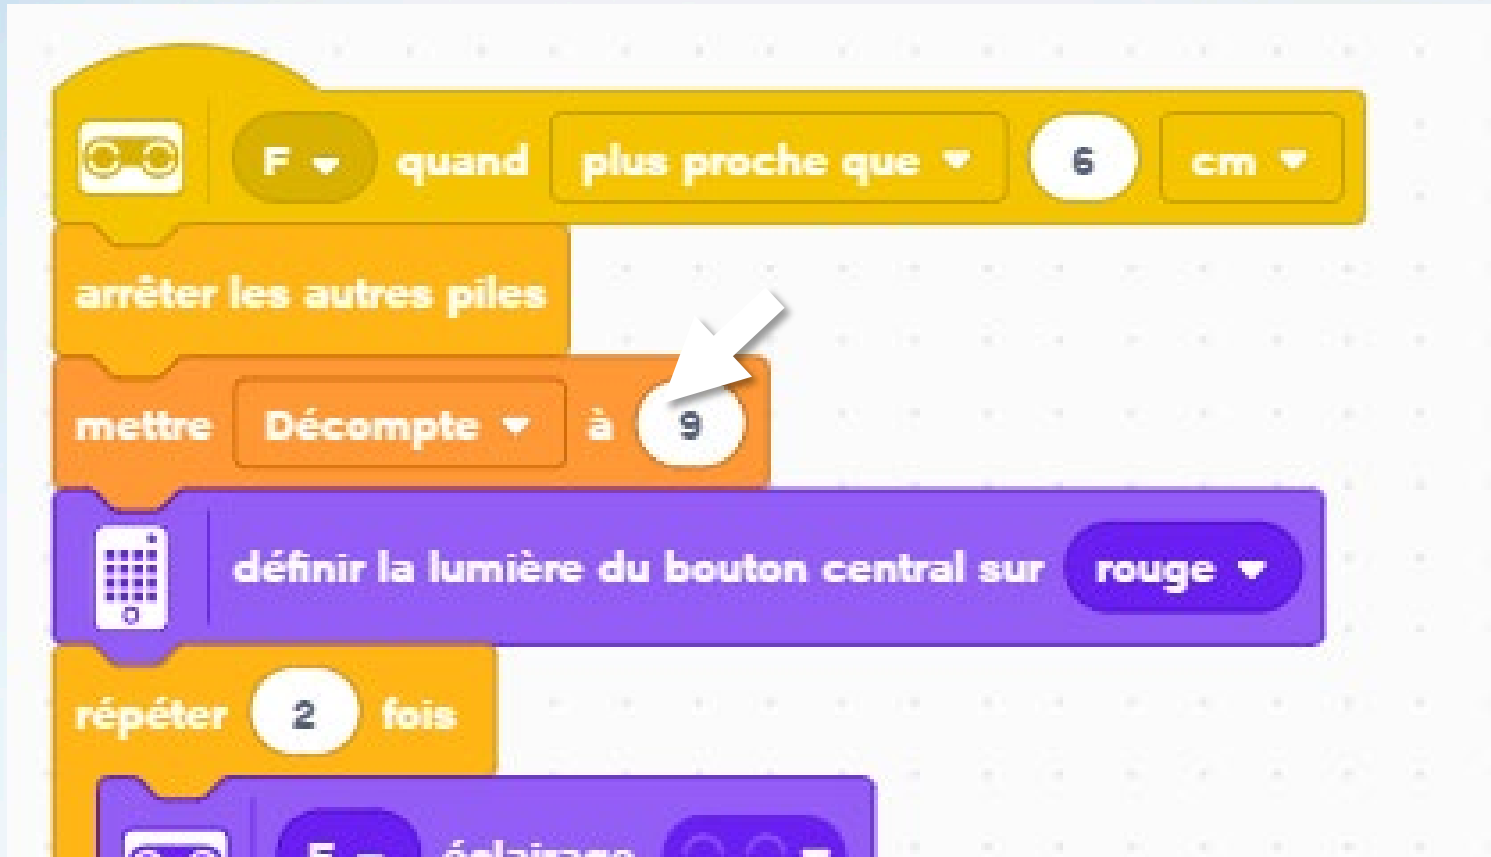 F quand plus proche que 6 cm
arrêter les autres piles
mettre Décompte à 9
définir la lumière du bouton central sur rouge
répéter 2 fois
F éclairage